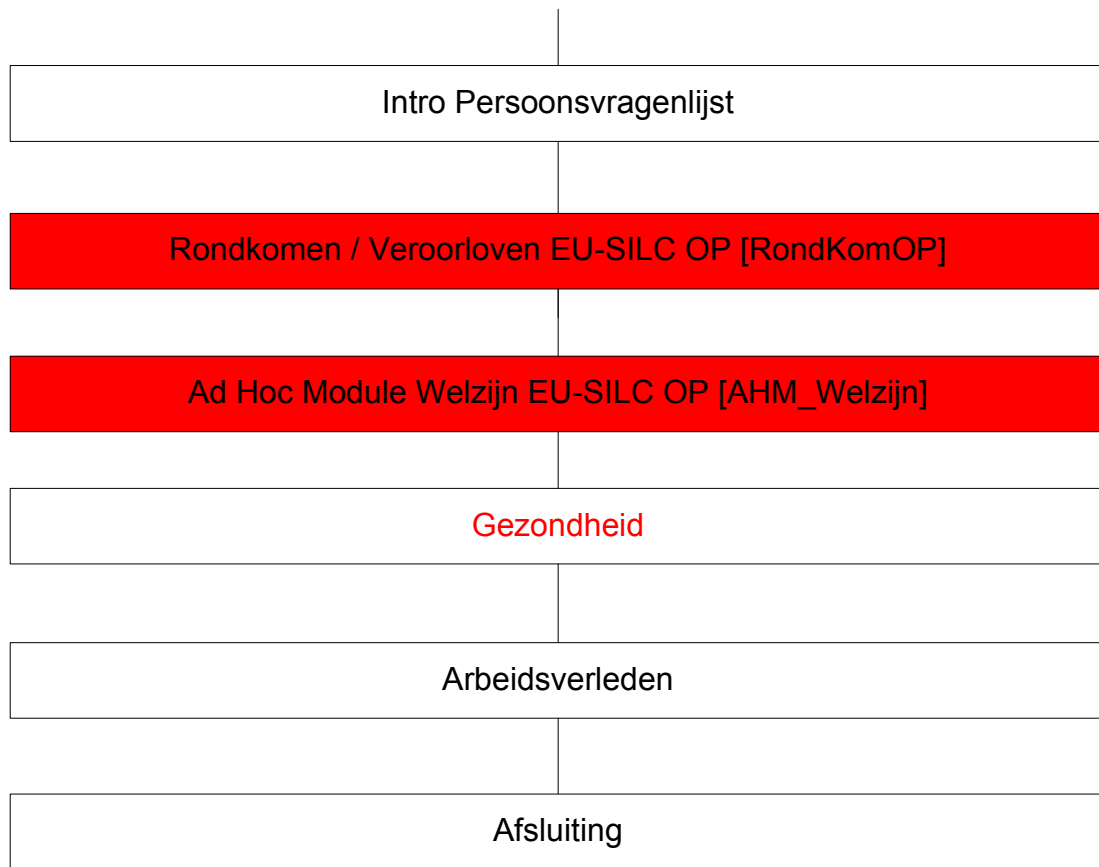 Intro Persoonsvragenlijst
Rondkomen / Veroorloven EU-SILC OP [RondKomOP]
Ad Hoc Module Welzijn EU-SILC OP [AHM_Welzijn]
Gezondheid
Arbeidsverleden
Afsluiting